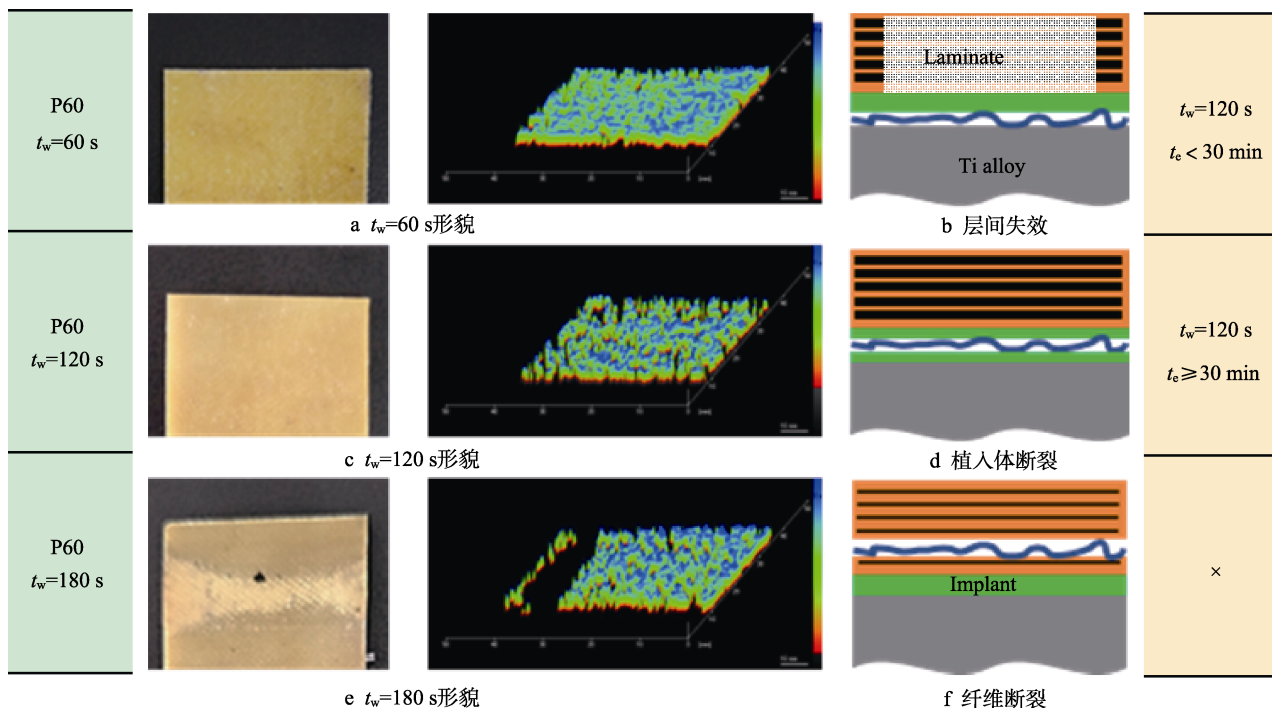 P60
tw=60 s
a tw=60 s形貌
Laminate
Ti alloy
b 层间失效
tw=120 s
te < 30 min
P60
tw=120 s
c tw=120 s形貌
d 植入体断裂
tw=120 s
te ⩾ 30 min
P60
tw=180 s
e tw=180 s形貌
Implant
f 纤维断裂
×